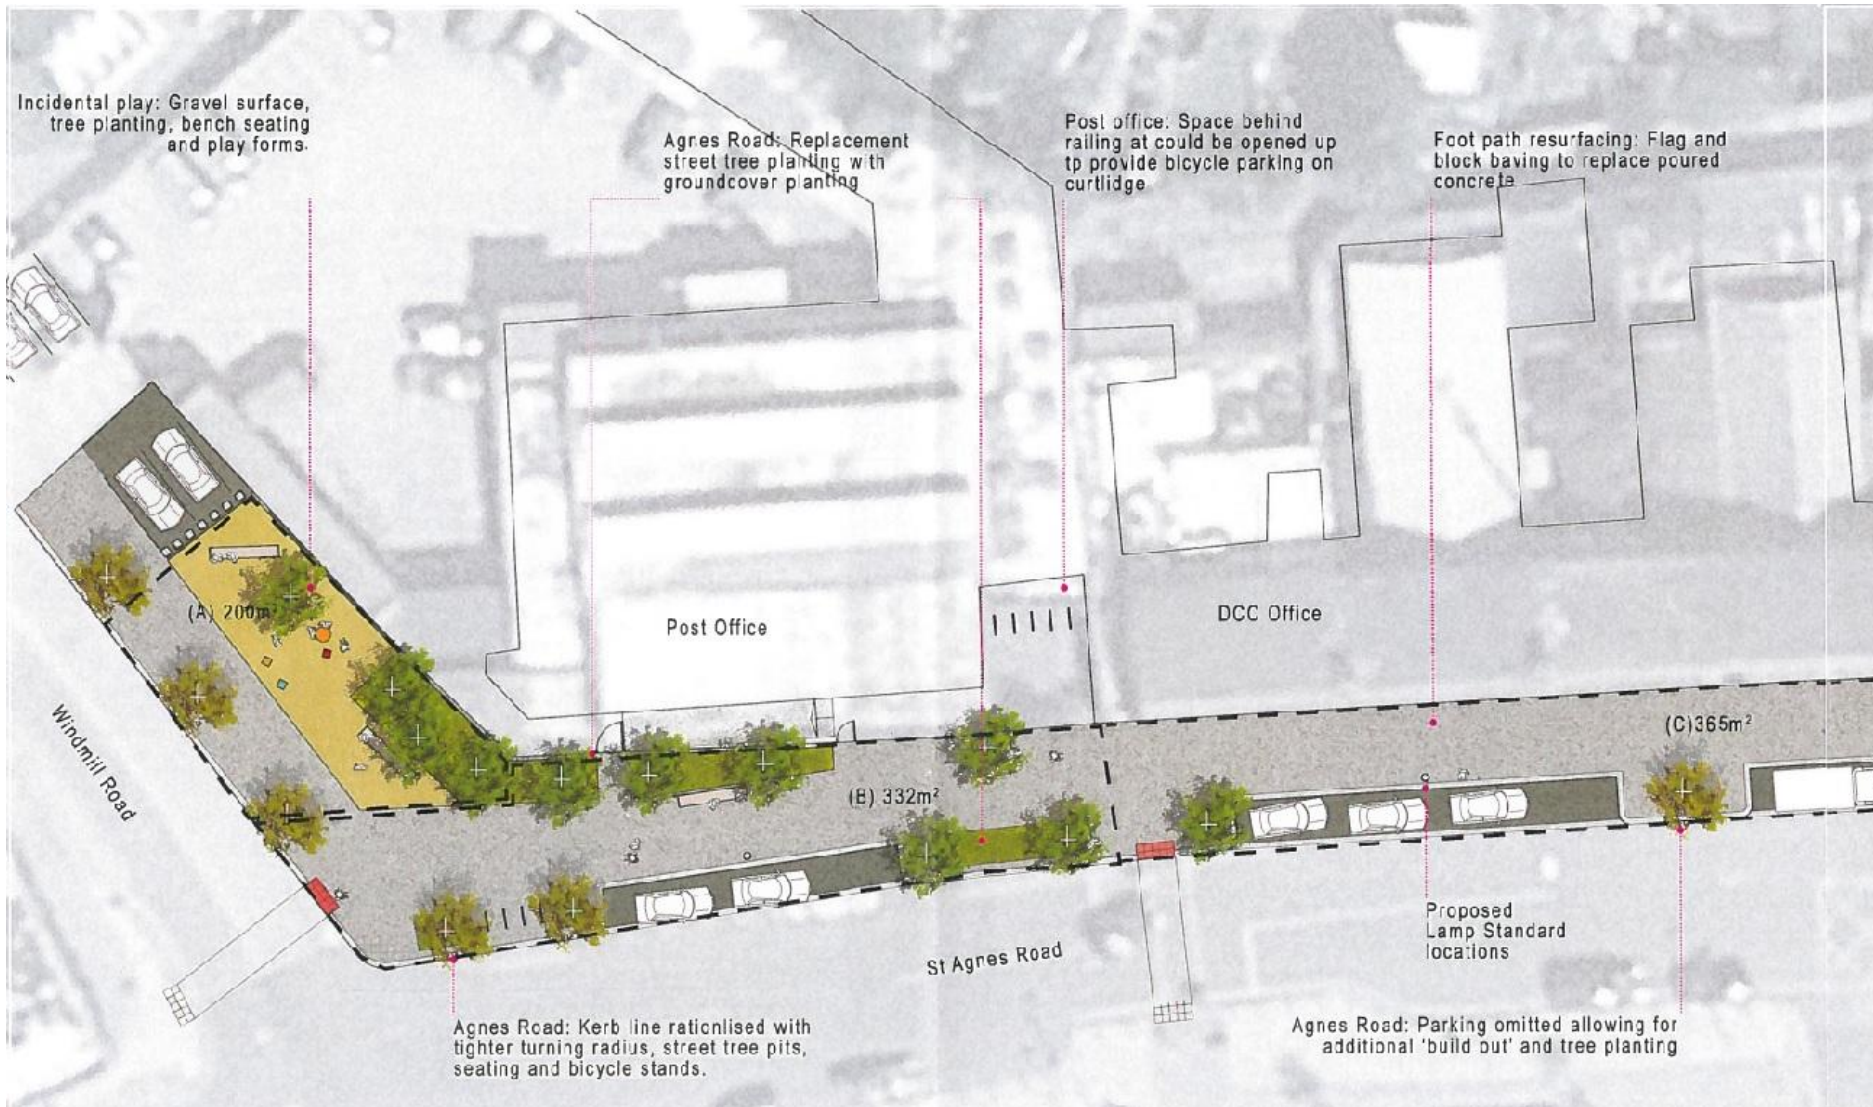 Incidental play: Gravel surface,
tree planting, bench seating
and play forms.
Agnes Road: Replacement
street tree planting with
groundcover planting
Post office: Space behind
railing at could be opened up
tp provide bicycle parking on
curtlidge
Foot path resurfacing: Flag and
block baving to replace poured
concrete
(A) 200m²
Post Office
DCC Office
Windmill Road
(B) 332m²
(C)365m²
St Agnes Road
Proposed
Lamp Standard
locations
Agnes Road: Kerb line rationlised with
tighter turning radius, street tree pits,
seating and bicycle stands.
Agnes Road: Parking omitted allowing for
additional 'build out' and tree planting